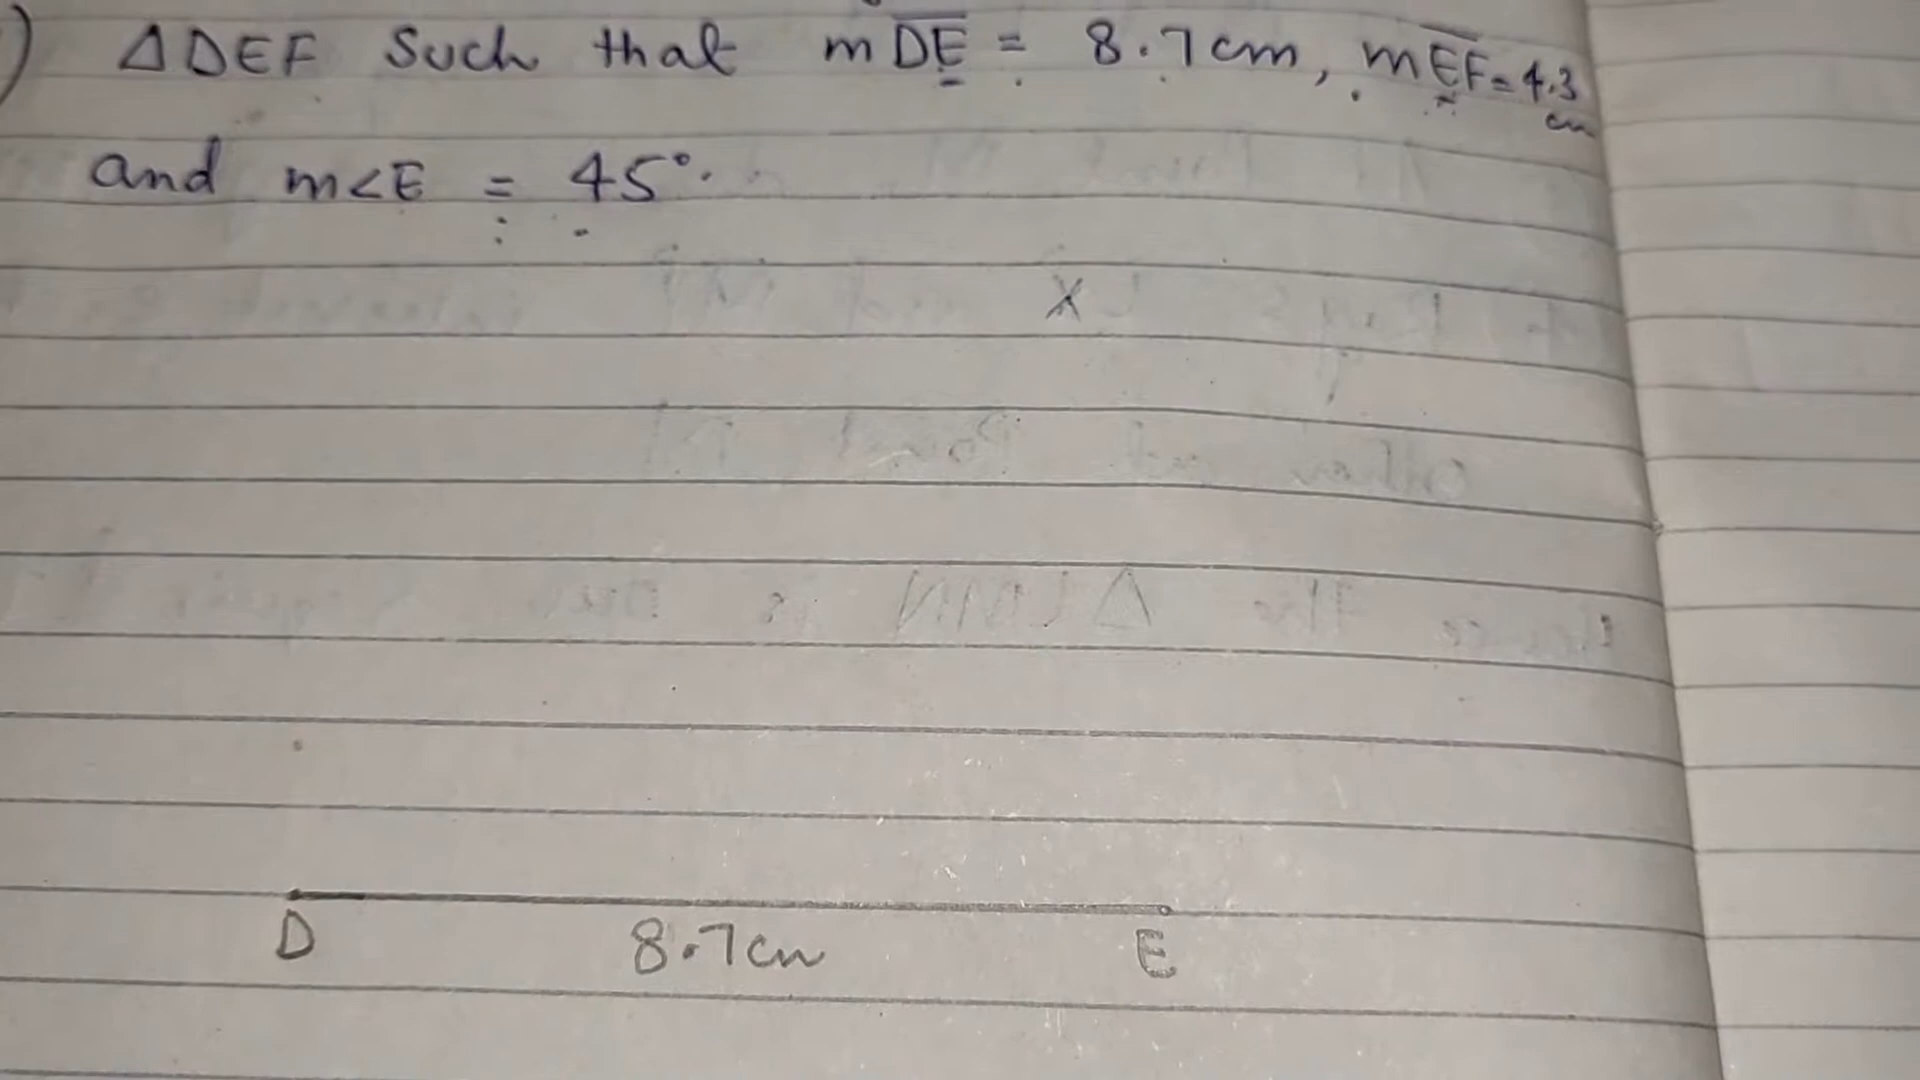 ) ΔDEF Such that mDE = 8.7cm, mEF = 4.3 cm
and m<E = 45°.
X
D 8.7cm E